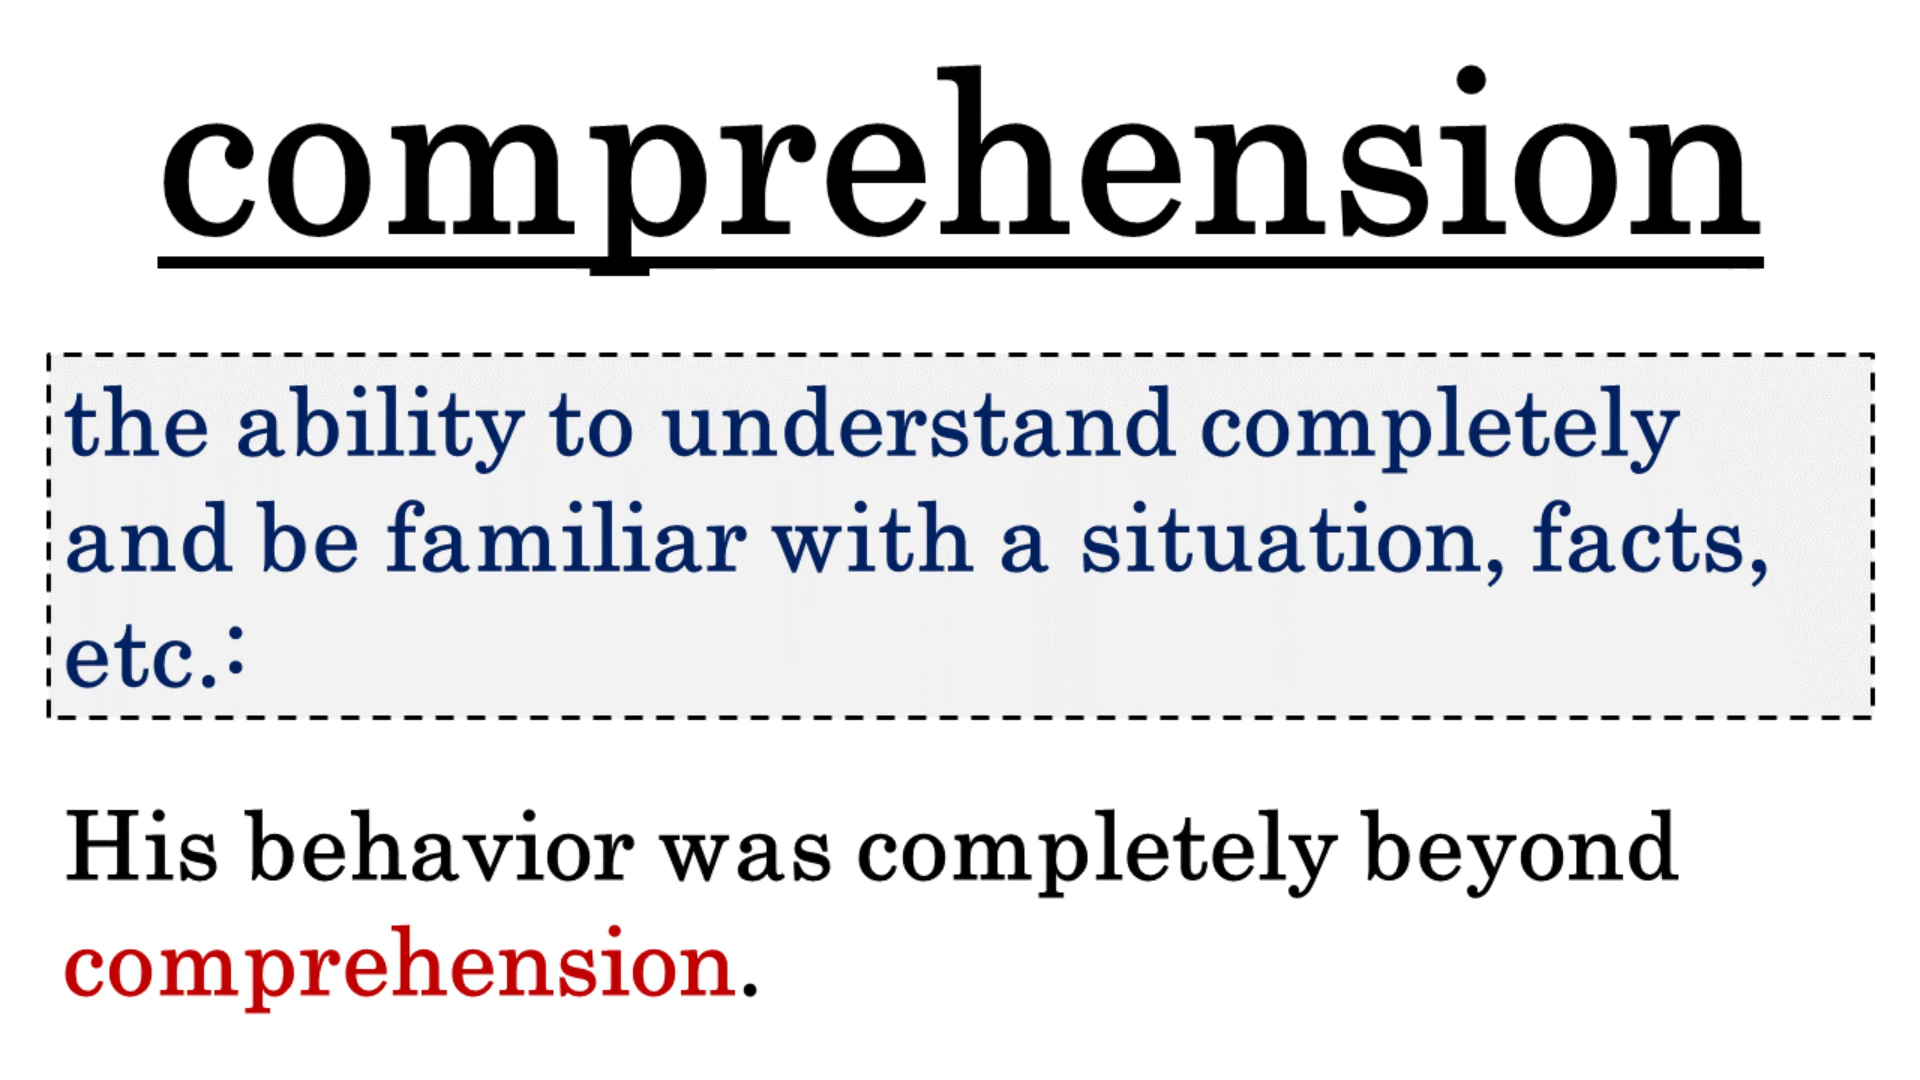 comprehension
the ability to understand completely
and be familiar with a situation, facts,
etc.:
His behavior was completely beyond
comprehension.